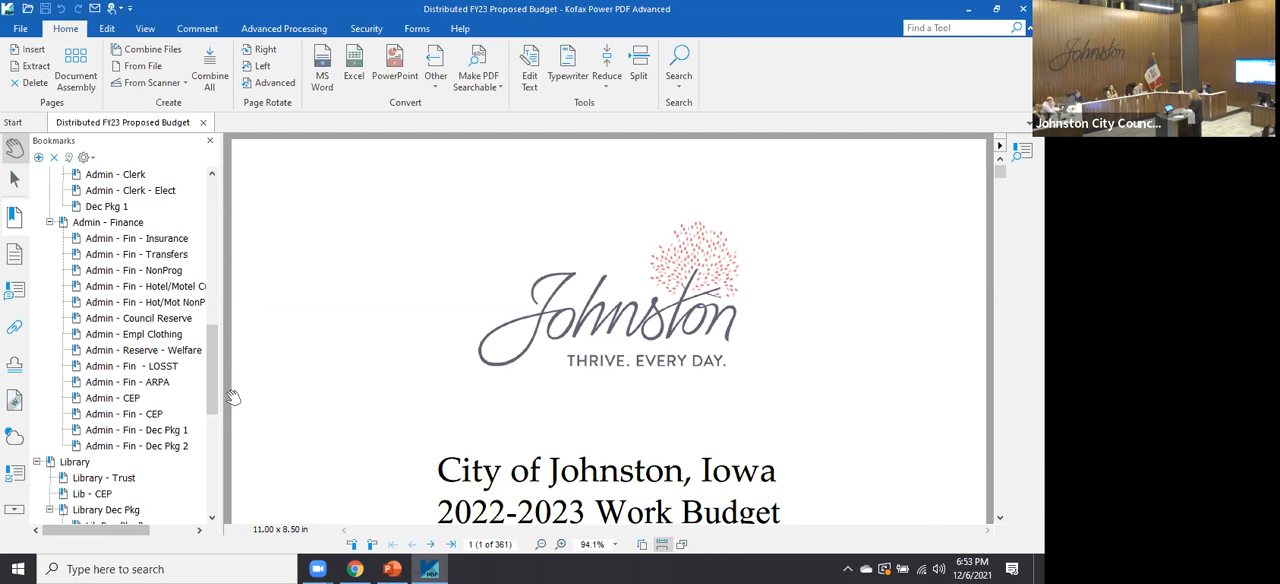 Distributed FY23 Proposed Budget - Kofax Power PDF Advanced
File Home Edit View Comment Advanced Processing Security Forms Help
Find a Tool
Insert
Extract
Delete
Pages
Document Assembly
Combine Files
From File
From Scanner
Combine All
Create
Right
Left
Advanced
Page Rotate
MS Word
Excel
PowerPoint
Other
Make PDF Searchable
Convert
Edit Text
Typewriter
Reduce
Split
Tools
Search
Search
Johnston
Johnston City Counc...
Start
Distributed FY23 Proposed Budget
Bookmarks
Admin - Clerk
Admin - Clerk - Elect
Dec Pkg 1
Admin - Finance
Admin - Fin - Insurance
Admin - Fin - Transfers
Admin - Fin - NonProg
Admin - Fin - Hotel/Motel C
Admin - Fin - Hot/Mot NonP
Admin - Council Reserve
Admin - Empl Clothing
Admin - Reserve - Welfare
Admin - Fin - LOSST
Admin - Fin - ARPA
Admin - CEP
Admin - Fin - CEP
Admin - Fin - Dec Pkg 1
Admin - Fin - Dec Pkg 2
Library
Library - Trust
Lib - CEP
Library Dec Pkg
Johnston
THRIVE. EVERY DAY.
City of Johnston, Iowa
2022-2023 Work Budget
11.00 x 8.50 in
1 (1 of 361)
94.1%
Type here to search
6:53 PM
12/6/2021